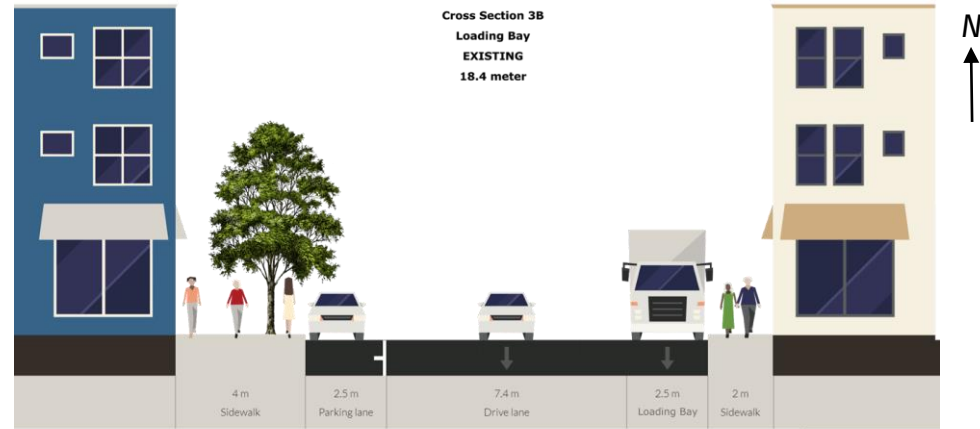 Cross Section 3B
Loading Bay
EXISTING
18.4 meter
N
4 m
Sidewalk
2.5 m
Parking lane
7.4 m
Drive lane
2.5 m
Loading Bay
2 m
Sidewalk